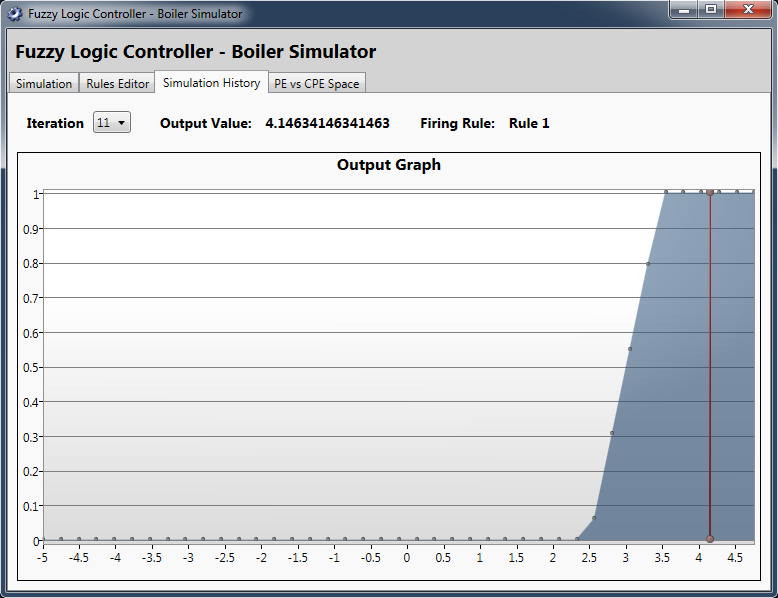 Fuzzy Logic Controller - Boiler Simulator
Fuzzy Logic Controller - Boiler Simulator
Simulation Rules Editor Simulation History PE vs CPE Space
Iteration 11 Output Value: 4.14634146341463 Firing Rule: Rule 1
Output Graph
1
0.9
0.8
0.7
0.6
0.5
0.4
0.3
0.2
0.1
0
-5 -4.5 -4 -3.5 -3 -2.5 -2 -1.5 -1 -0.5 0 0.5 1 1.5 2 2.5 3 3.5 4 4.5